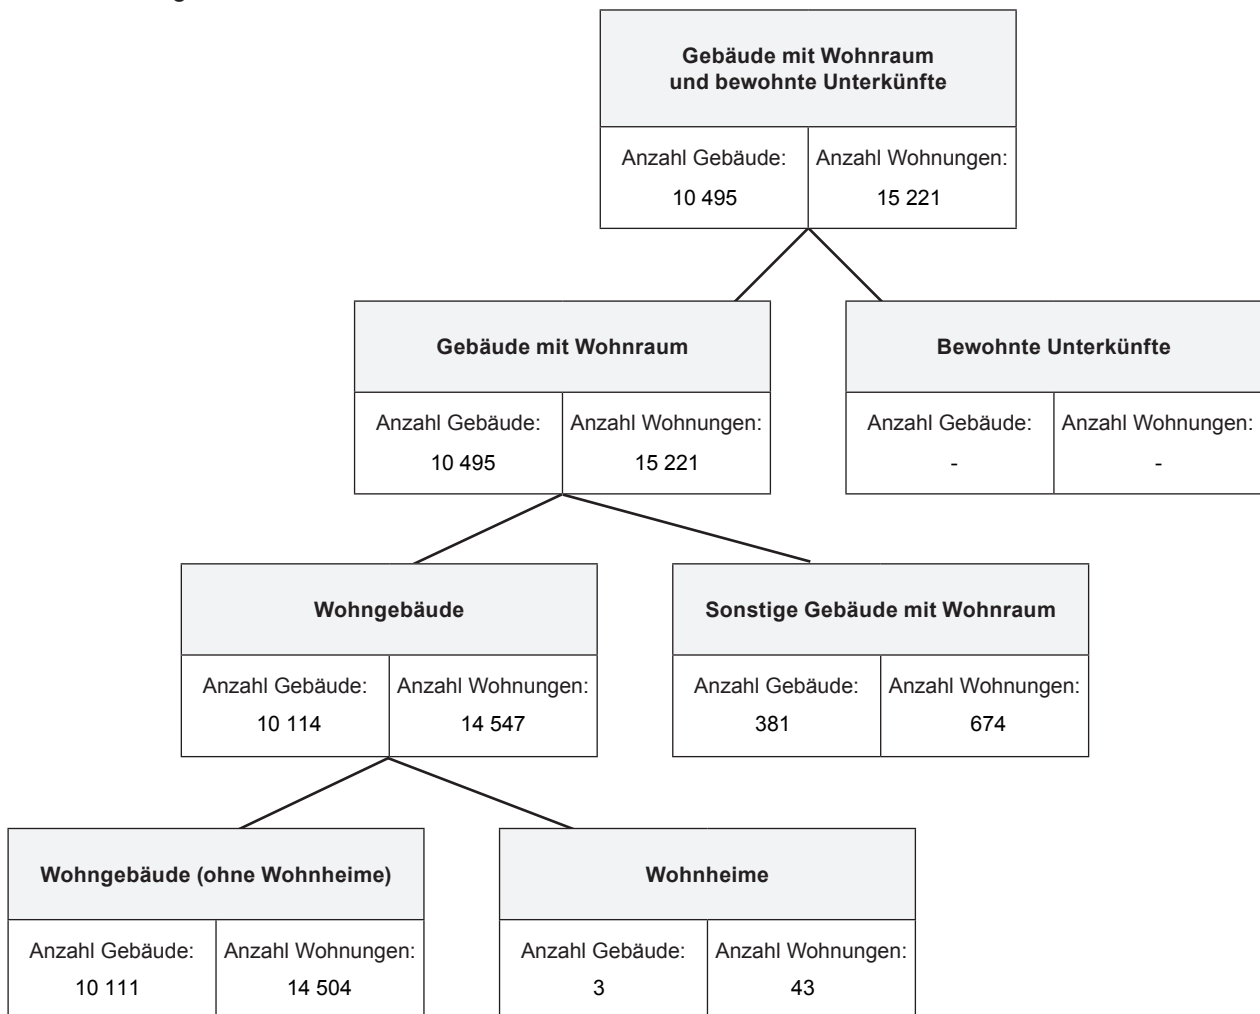 Gebäude mit Wohnraum
und bewohnte Unterkünfte
Anzahl Gebäude: Anzahl Wohnungen:
10 495 15 221
Gebäude mit Wohnraum Bewohnte Unterkünfte
Anzahl Gebäude: Anzahl Wohnungen: Anzahl Gebäude: Anzahl Wohnungen:
10 495 15 221 - -
Wohngebäude Sonstige Gebäude mit Wohnraum
Anzahl Gebäude: Anzahl Wohnungen: Anzahl Gebäude: Anzahl Wohnungen:
10 114 14 547 381 674
Wohngebäude (ohne Wohnheime) Wohnheime
Anzahl Gebäude: Anzahl Wohnungen: Anzahl Gebäude: Anzahl Wohnungen:
10 111 14 504 3 43